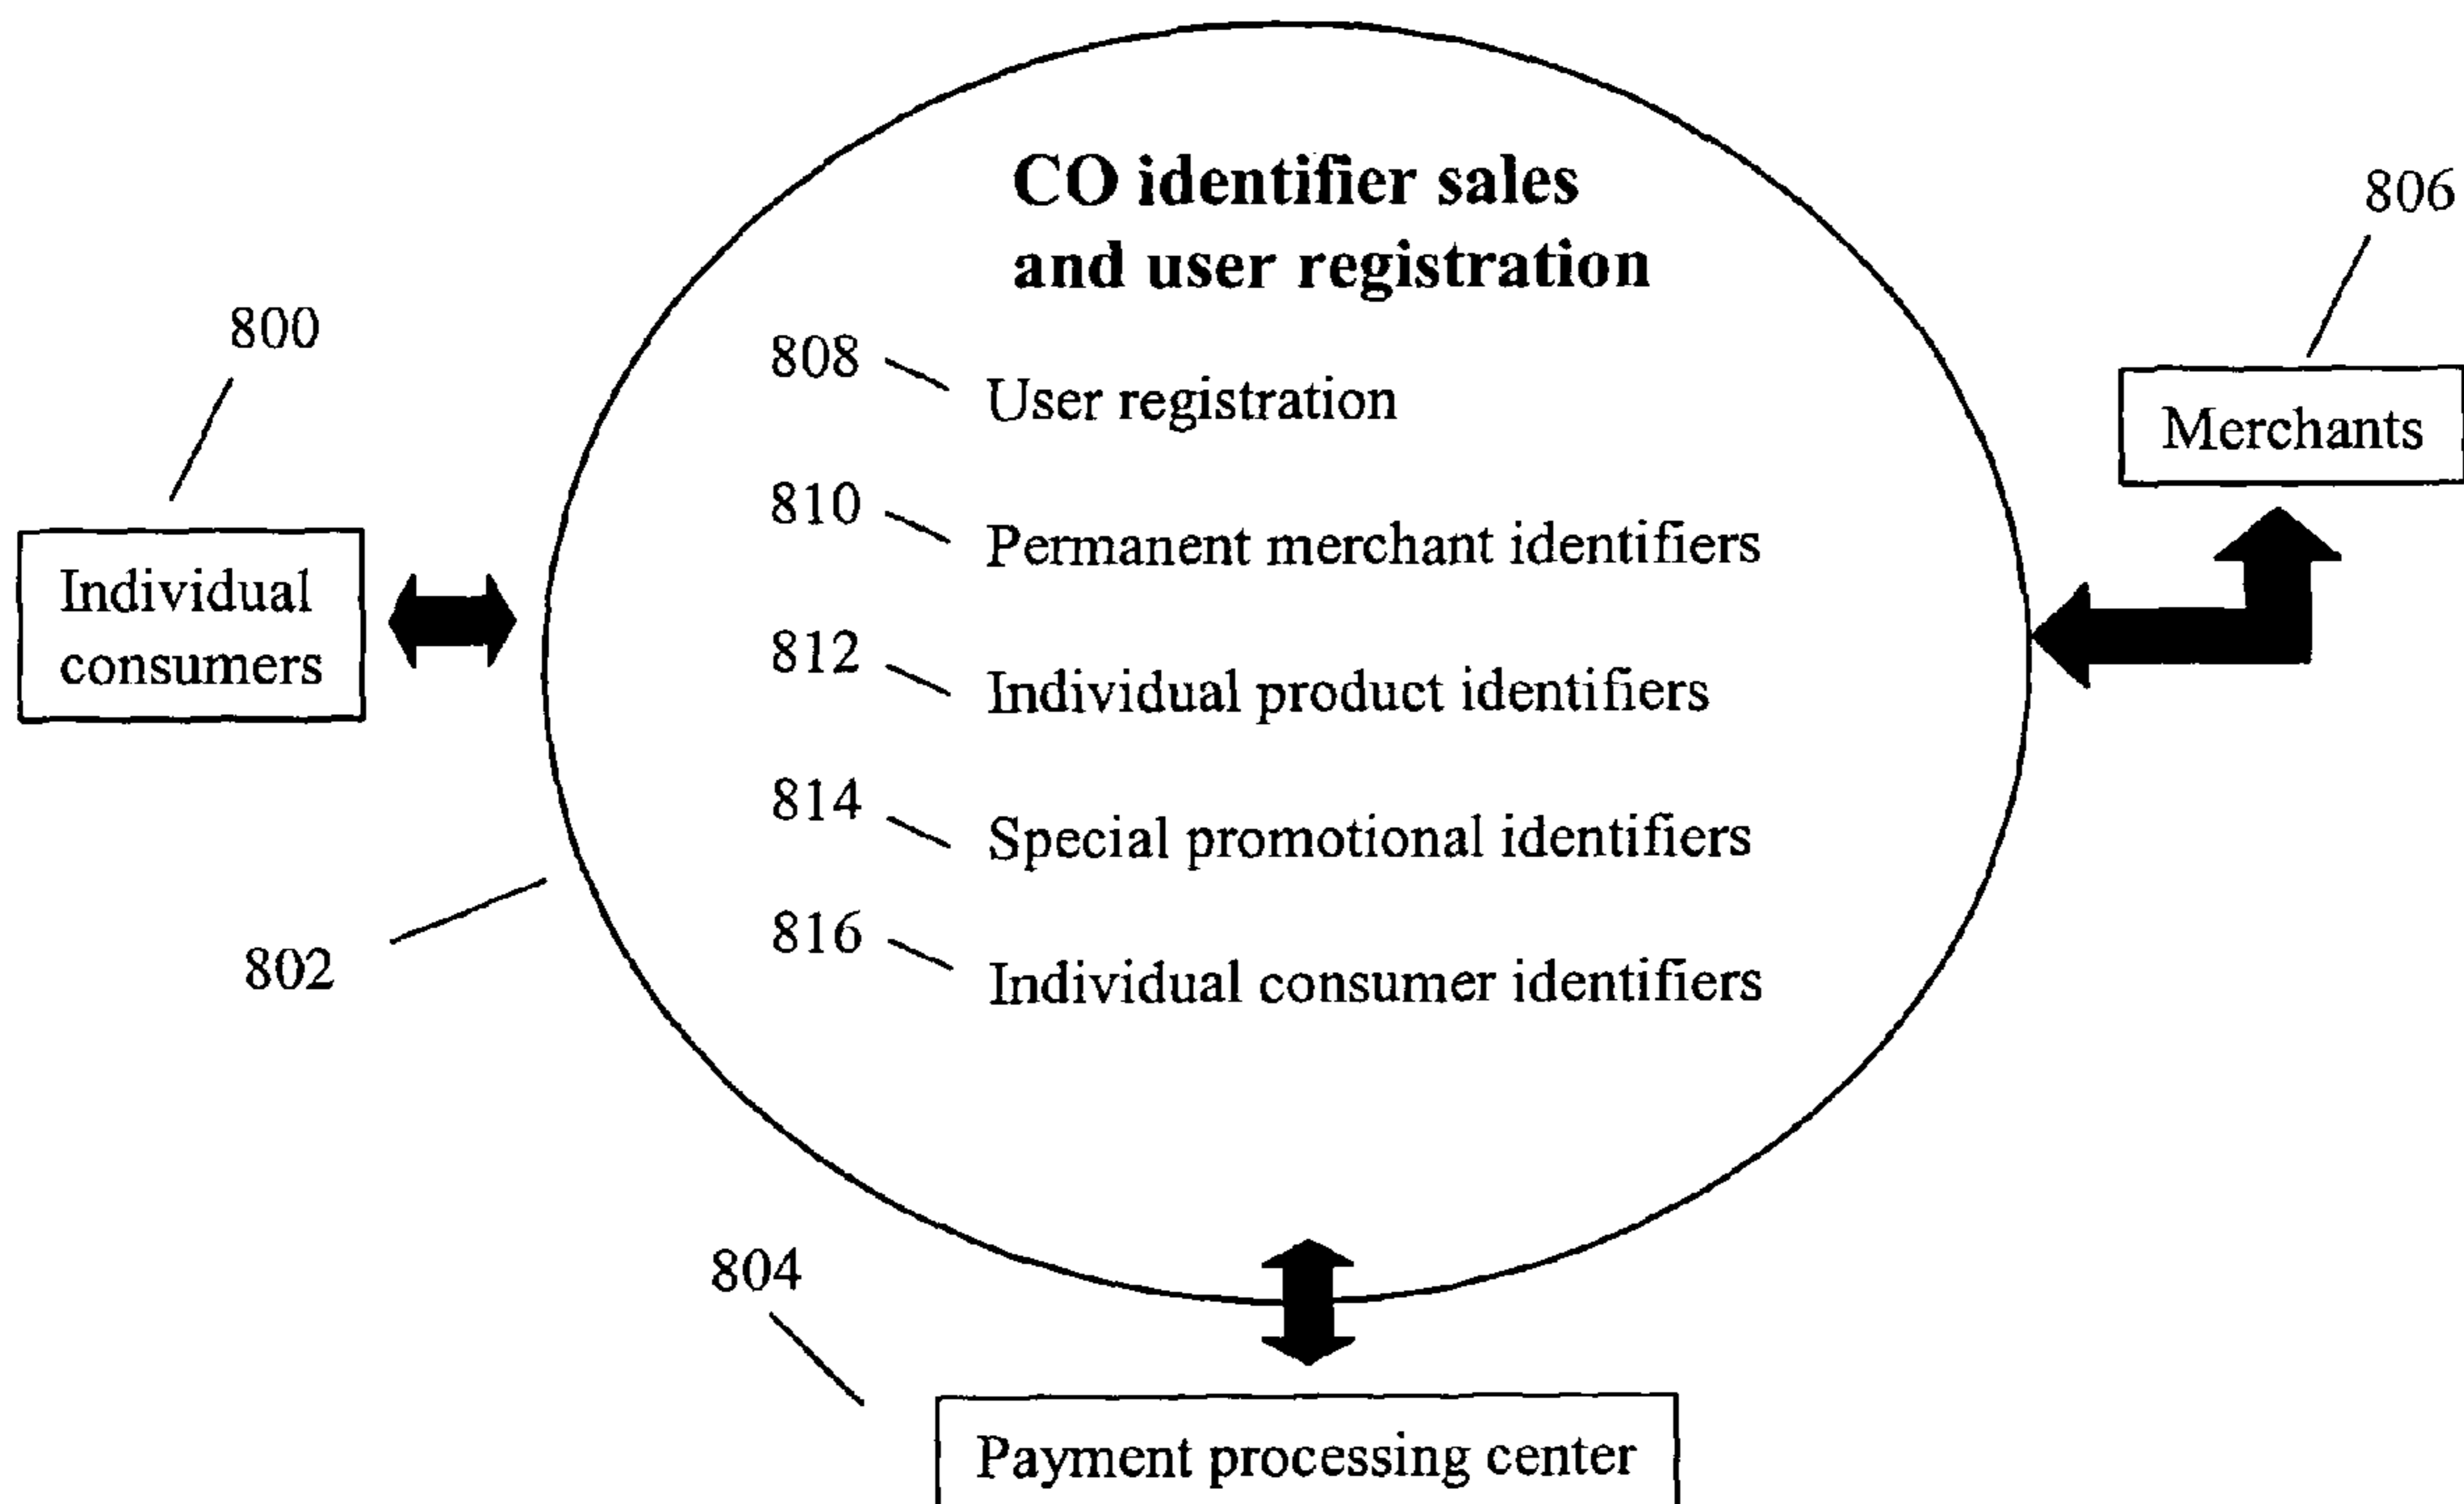 CO identifier sales
and user registration
806
800
808
User registration
Merchants
810
Permanent merchant identifiers
Individual
consumers
812
Individual product identifiers
814
Special promotional identifiers
816
Individual consumer identifiers
802
804
Payment processing center